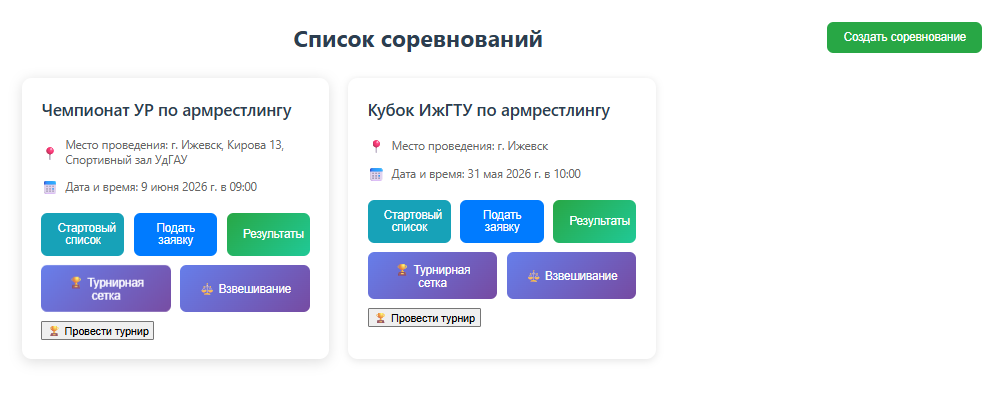 Список соревнований
Создать соревнование
Чемпионат УР по армрестлингу
Место проведения: г. Ижевск, Кирова 13,
Спортивный зал УдГАУ
Дата и время: 9 июня 2026 г. в 09:00
Стартовый
список
Подать
заявку
Результаты
Турнирная
сетка
Взвешивание
Провести турнир
Кубок ИжГТУ по армрестлингу
Место проведения: г. Ижевск
Дата и время: 31 мая 2026 г. в 10:00
Стартовый
список
Подать
заявку
Результаты
Турнирная
сетка
Взвешивание
Провести турнир